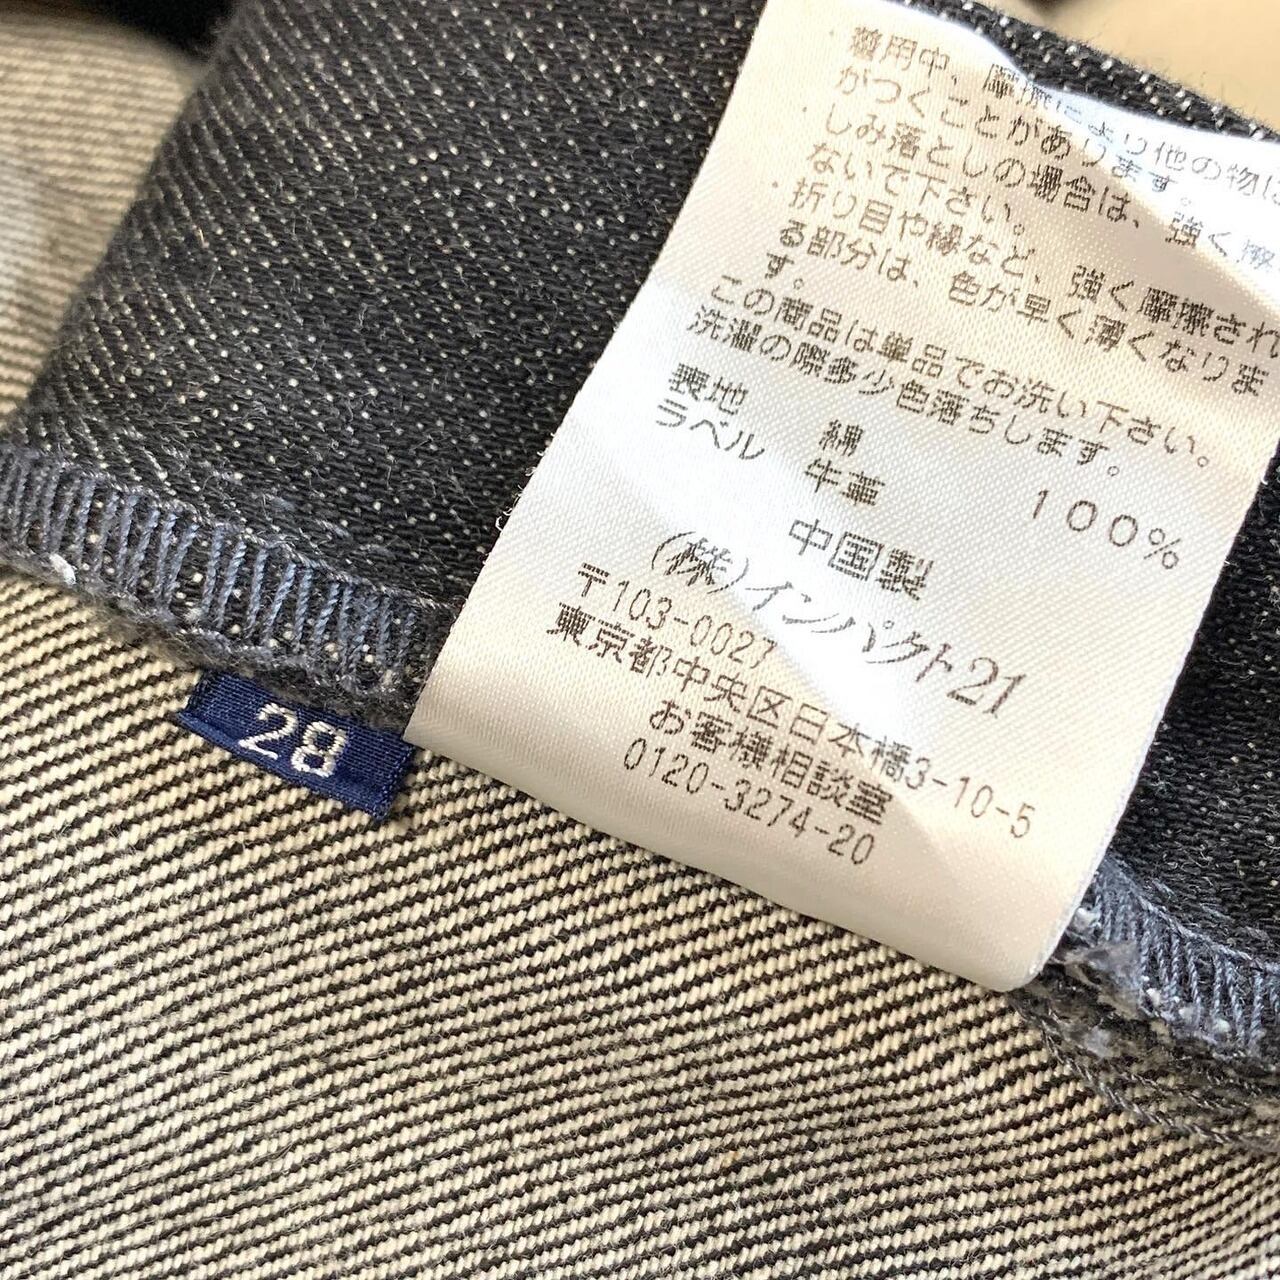 ・着用中、摩擦により他の物に
がつくことがあります。
・しみ落としの場合は、強く摩
ないで下さい。
・折り目や縁など、強く摩擦され
る部分は、色が早く薄くなりま
す。
この商品は単品でお洗い下さい。
洗濯の際多少色落ちします。
表地 綿 100%
ラベル 牛革
中国製
(株)インパクト21
〒103-0027
東京都中央区日本橋3-10-5
お客様相談室
0120-3274-20
28